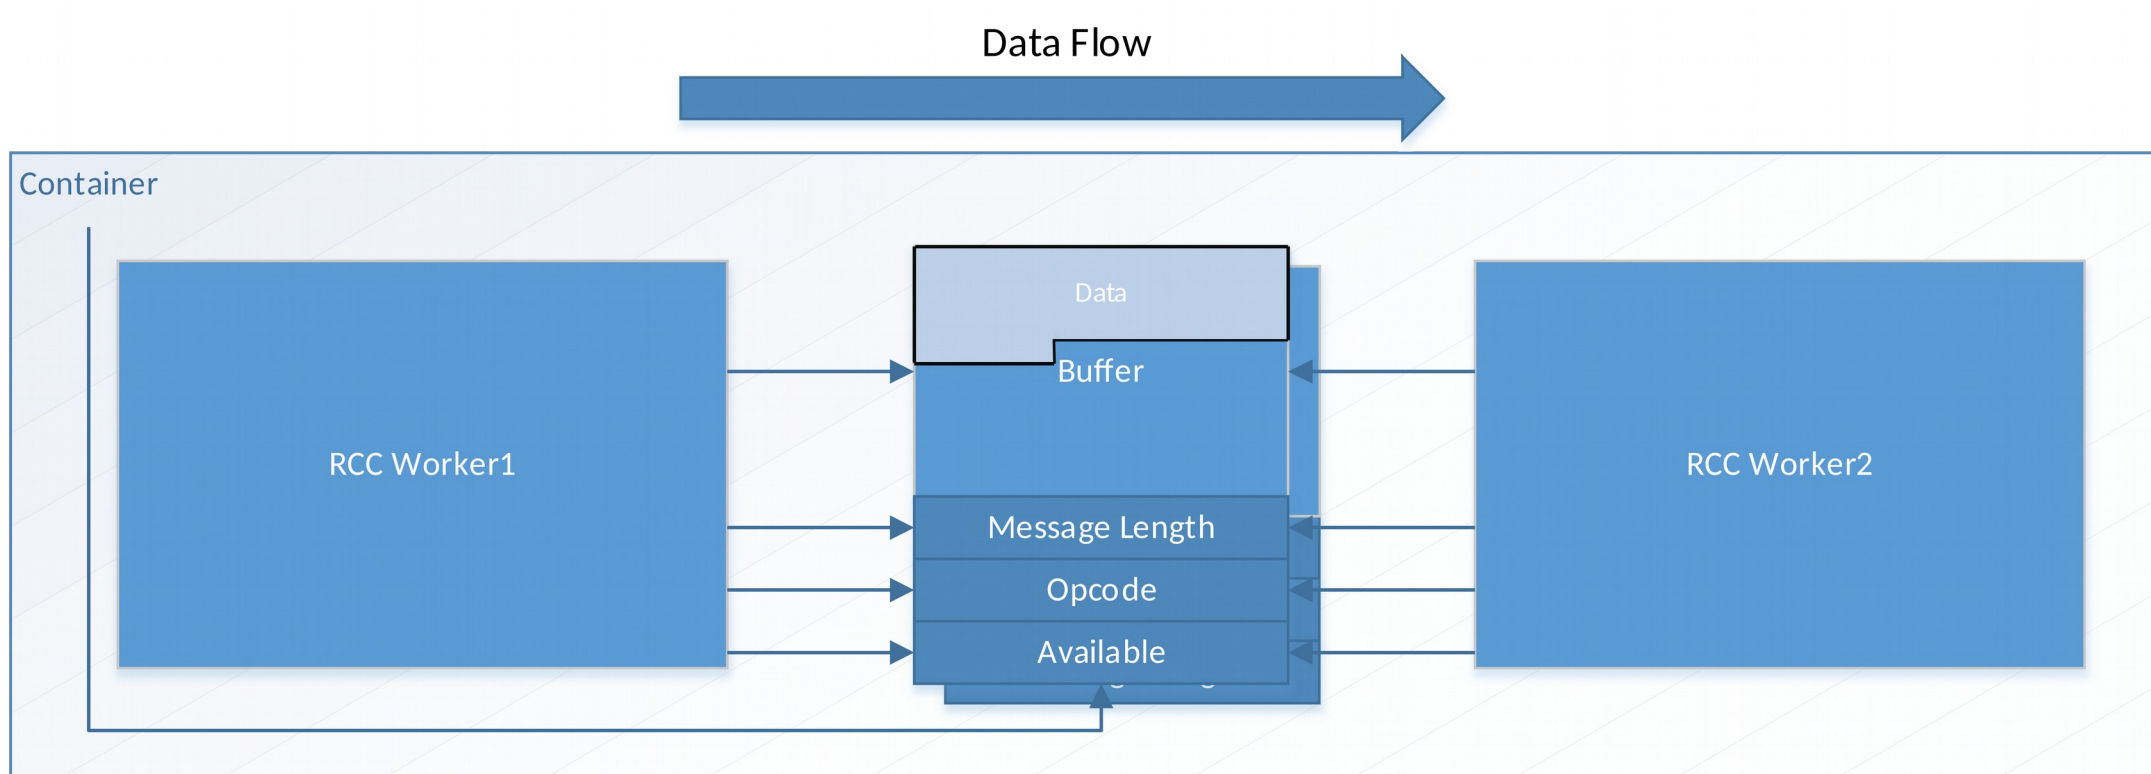 Data Flow
Container
Data
Buffer
RCC Worker1
RCC Worker2
Message Length
Opcode
Available